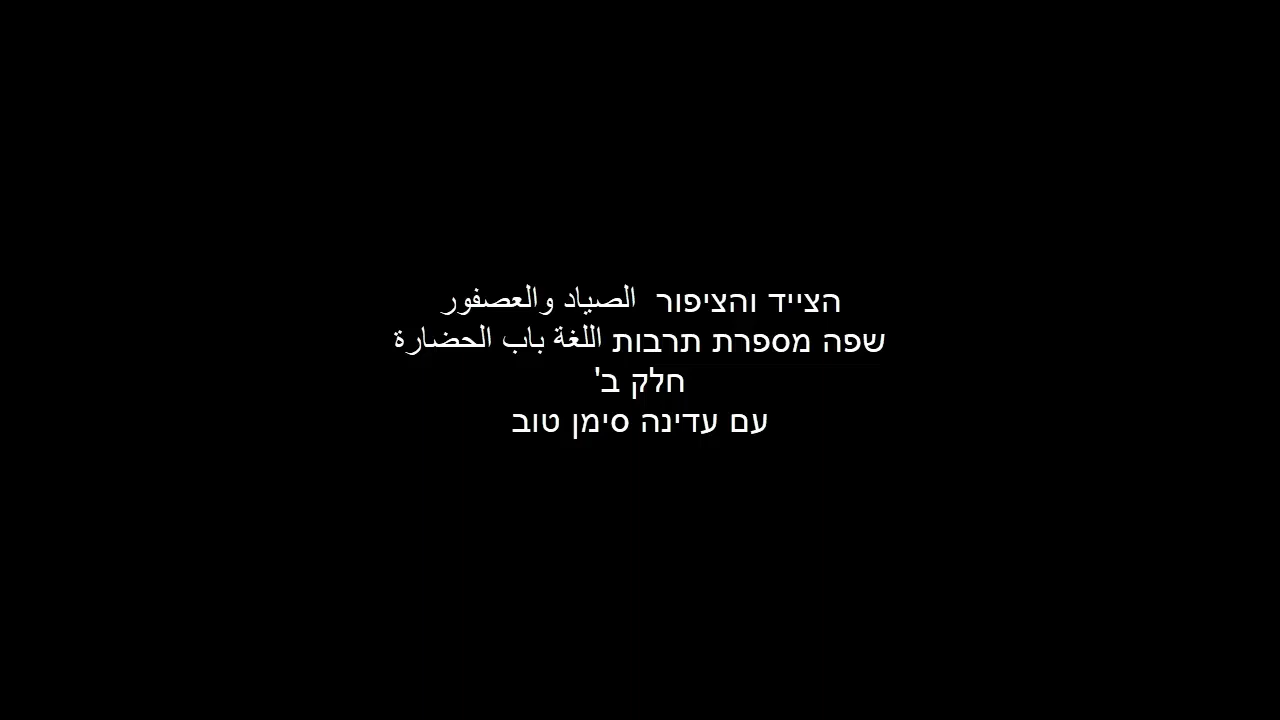 הצייד והציפור  الصياد والعصفور
שפה מספרת תרבות اللغة باب الحضارة
חלק ב'
עם עדינה סימן טוב